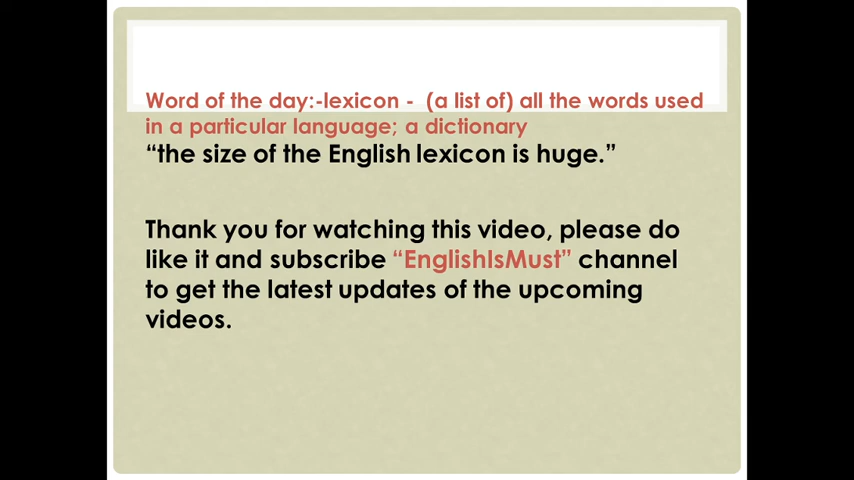 Word of the day:-lexicon - (a list of) all the words used
in a particular language; a dictionary
“the size of the English lexicon is huge.”
Thank you for watching this video, please do
like it and subscribe “EnglishIsMust” channel
to get the latest updates of the upcoming
videos.